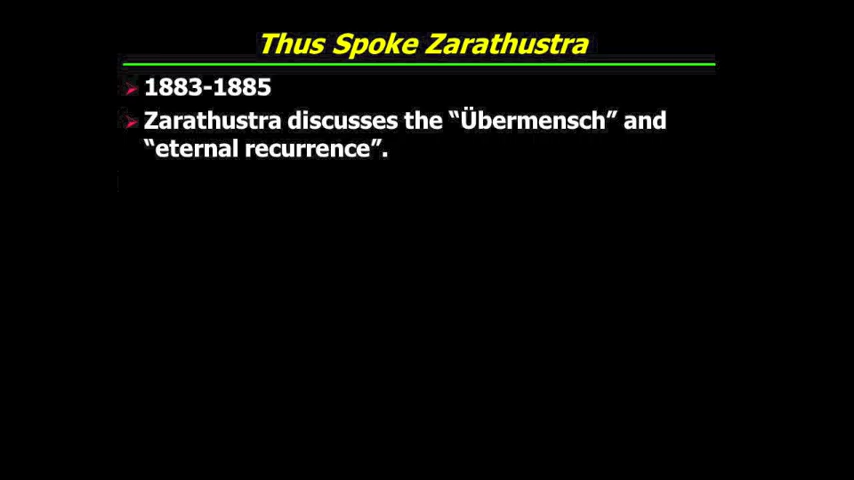 Thus Spoke Zarathustra
1883-1885
Zarathustra discusses the “Übermensch” and
“eternal recurrence”.